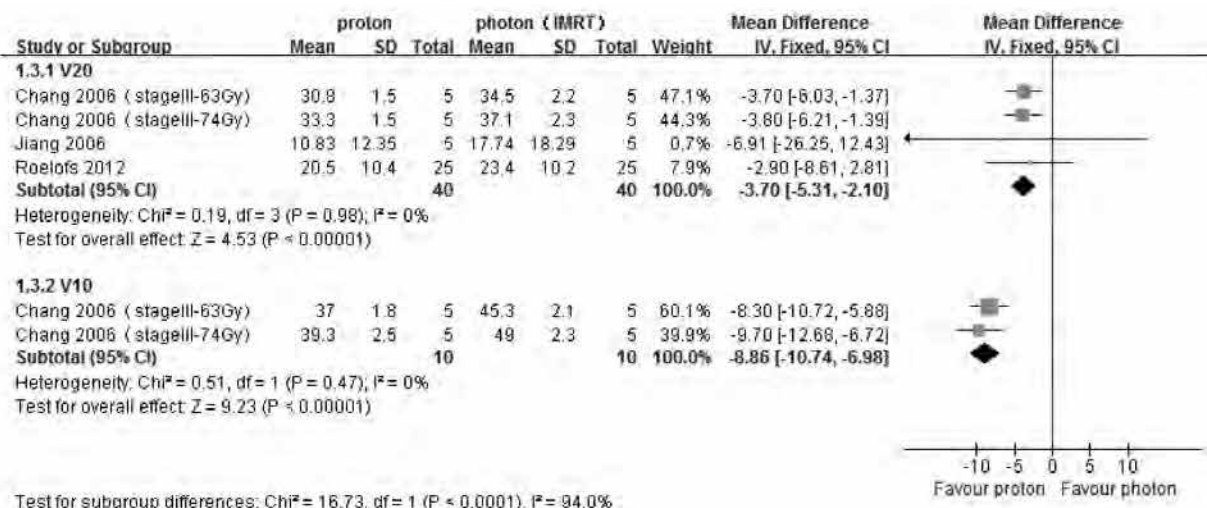 proton photon (IMRT) Mean Difference Mean Difference
Study or Subgroup Mean SD Total Mean SD Total Weight IV, Fixed, 95% CI IV, Fixed, 95% CI
1.3.1 V20
Chang 2006 (stageIII-63Gy) 30.8 1.5 5 34.5 2.2 5 47.1% -3.70 [-6.03, -1.37]
Chang 2006 (stageIII-74Gy) 33.3 1.5 5 37.1 2.3 5 44.3% -3.80 [-6.21, -1.39]
Jiang 2006 10.83 12.35 5 17.74 18.29 5 0.7% -6.91 [-26.25, 12.43]
Roelofs 2012 20.5 10.4 25 23.4 10.2 25 7.9% -2.90 [-8.61, 2.81]
Subtotal (95% CI) 40 40 100.0% -3.70 [-5.31, -2.10]
Heterogeneity: Chi² = 0.19, df = 3 (P = 0.98); I² = 0%
Test for overall effect: Z = 4.53 (P < 0.00001)
1.3.2 V10
Chang 2006 (stageIII-63Gy) 37 1.8 5 45.3 2.1 5 60.1% -8.30 [-10.72, -5.88]
Chang 2006 (stageIII-74Gy) 39.3 2.5 5 49 2.3 5 39.9% -9.70 [-12.68, -6.72]
Subtotal (95% CI) 10 10 100.0% -8.86 [-10.74, -6.98]
Heterogeneity: Chi² = 0.51, df = 1 (P = 0.47); I² = 0%
Test for overall effect: Z = 9.23 (P < 0.00001)
-10 -5 0 5 10
Favour proton Favour photon
Test for subgroup differences: Chi² = 16.73, df = 1 (P < 0.0001), I² = 94.0%